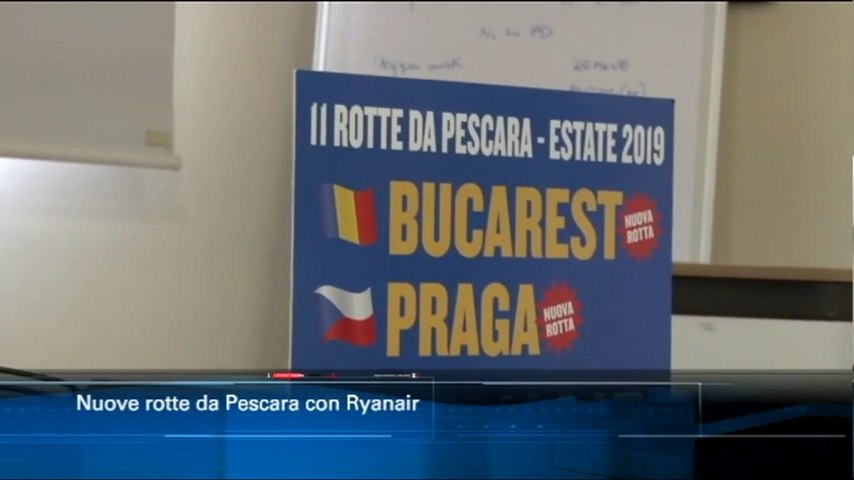 11 ROTTE DA PESCARA - ESTATE 2019
BUCAREST
NUOVA
ROTTA
PRAGA
NUOVA
ROTTA
Nuove rotte da Pescara con Ryanair